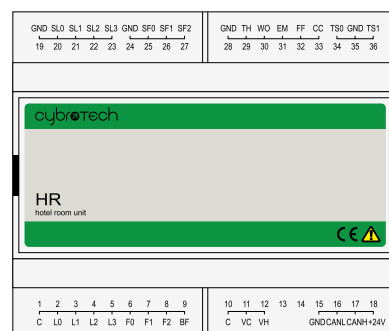 GND SL0 SL1 SL2 SL3 GND SF0 SF1 SF2
19 20 21 22 23 24 25 26 27
GND TH WO EM FF CC TS0 GND TS1
28 29 30 31 32 33 34 35 36
cybrotech
HR
hotel room unit
CE
1 2 3 4 5 6 7 8 9
C L0 L1 L2 L3 F0 F1 F2 BF
10 11 12 13 14 15 16 17 18
C VC VH GND CANL CANH +24V